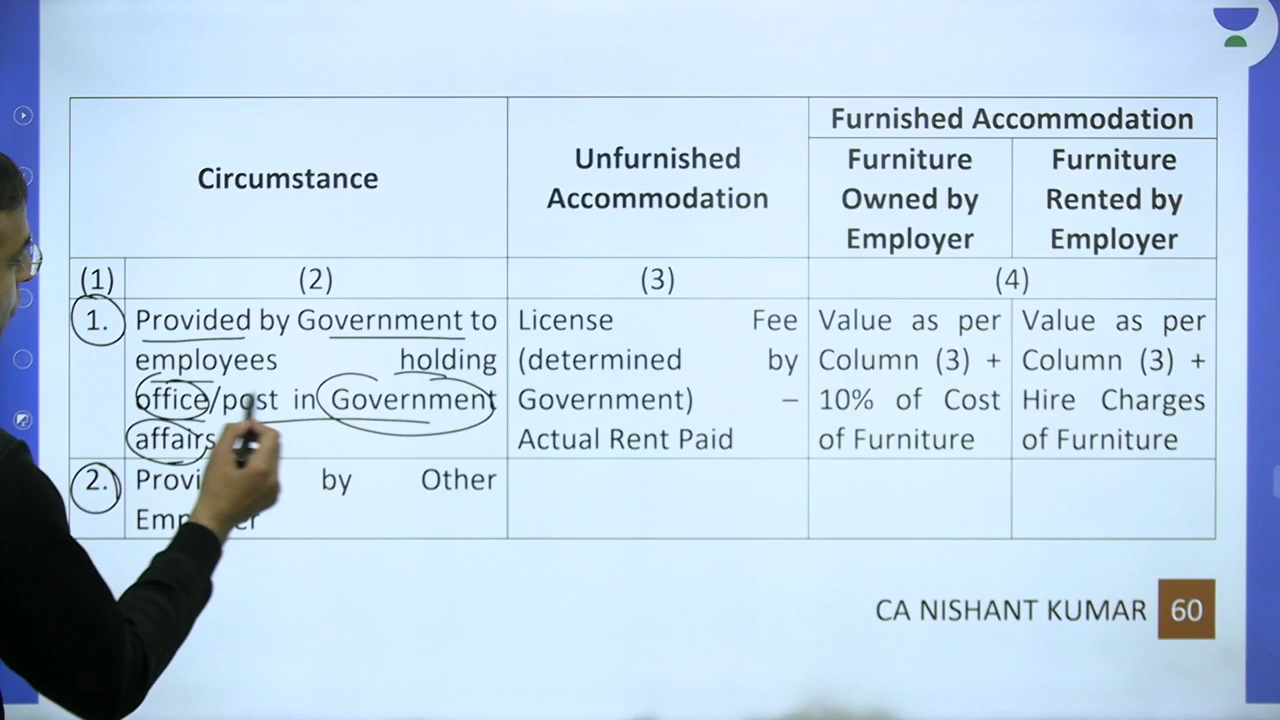 Circumstance
Unfurnished
Accommodation
Furnished Accommodation
Furniture
Owned by
Employer
Furniture
Rented by
Employer
(1)
(2)
(3)
(4)
1.
Provided by Government to
employees holding
office/post in Government
affairs
License Fee
(determined by
Government) –
Actual Rent Paid
Value as per
Column (3) +
10% of Cost
of Furniture
Value as per
Column (3) +
Hire Charges
of Furniture
2.
by Other
CA NISHANT KUMAR 60